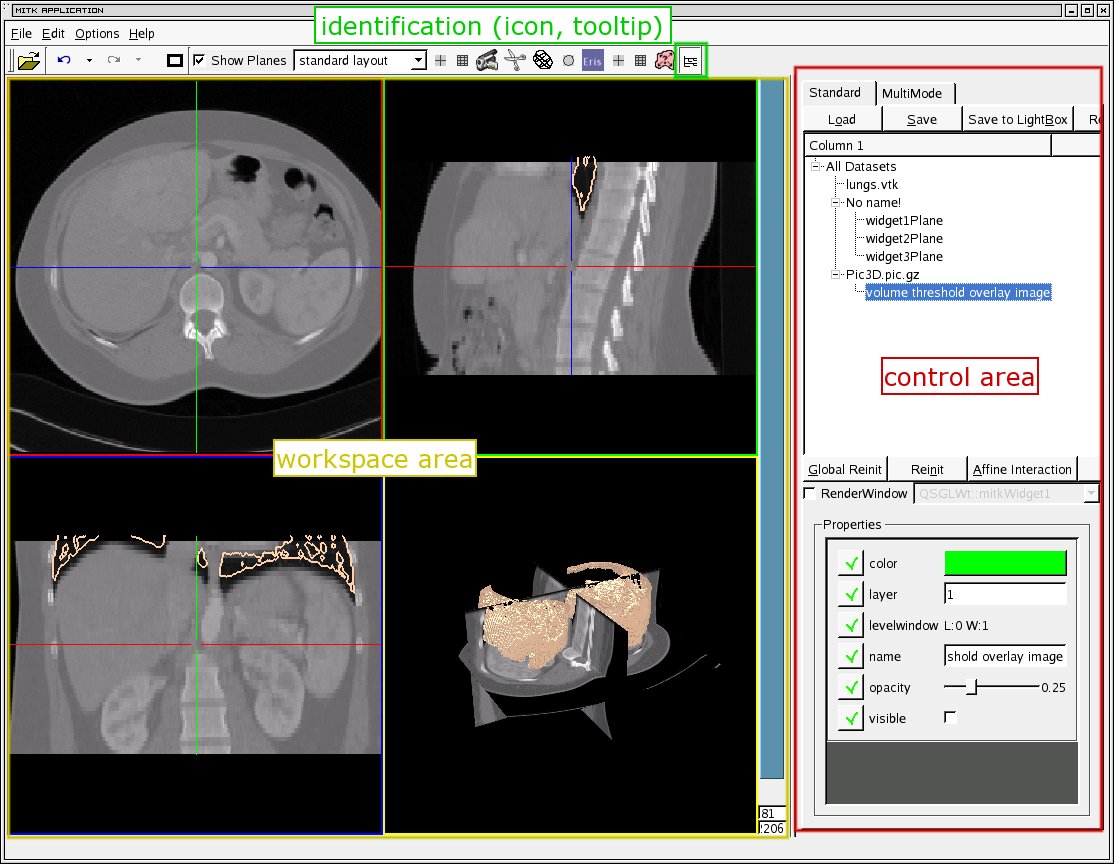 MITK APPLICATION
File Edit Options Help
identification (icon, tooltip)
Show Planes standard layout Eris
Standard MultiMode
Load Save Save to LightBox Re
Column 1
All Datasets
lungs.vtk
No name!
widget1Plane
widget2Plane
widget3Plane
Pic3D.pic.gz
volume threshold overlay image
control area
workspace area
Global Reinit Reinit Affine Interaction
RenderWindow QSGLWt::mitkWidget1
Properties
color
layer 1
levelwindow L:0 W:1
name shold overlay image
opacity 0.25
visible
81
206